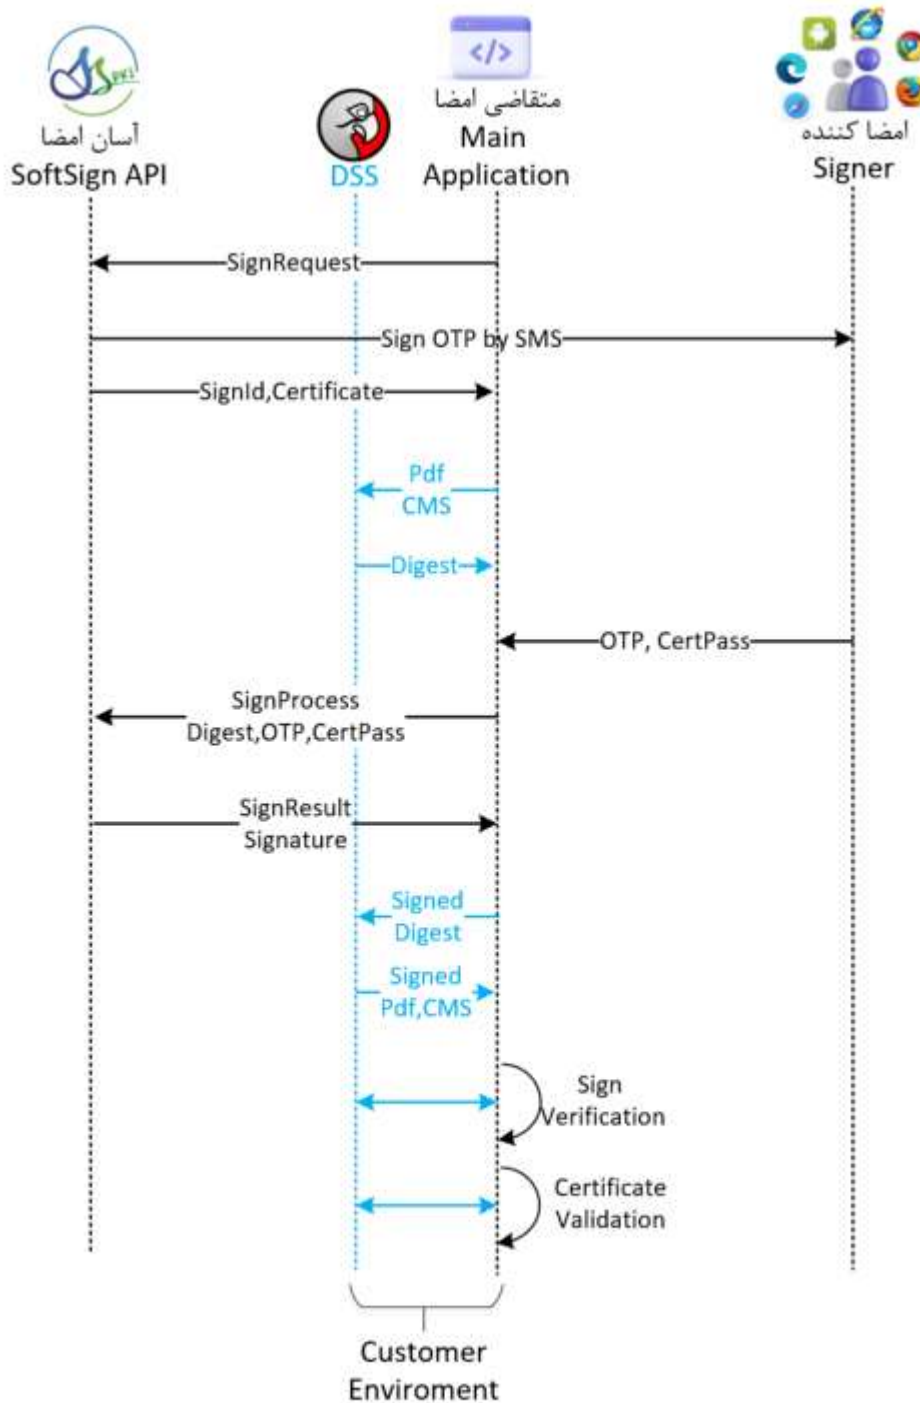 </>
PKI
متقاضی امضا
آسان امضا
امضا کننده
Main
Application
SoftSign API
DSS
Signer
SignRequest
Sign OTP by SMS
SignId,Certificate
Pdf
CMS
Digest
OTP, CertPass
SignProcess
Digest,OTP,CertPass
SignResult
Signature
Signed
Digest
Signed
Pdf,CMS
Sign
Verification
Certificate
Validation
Customer
Enviroment